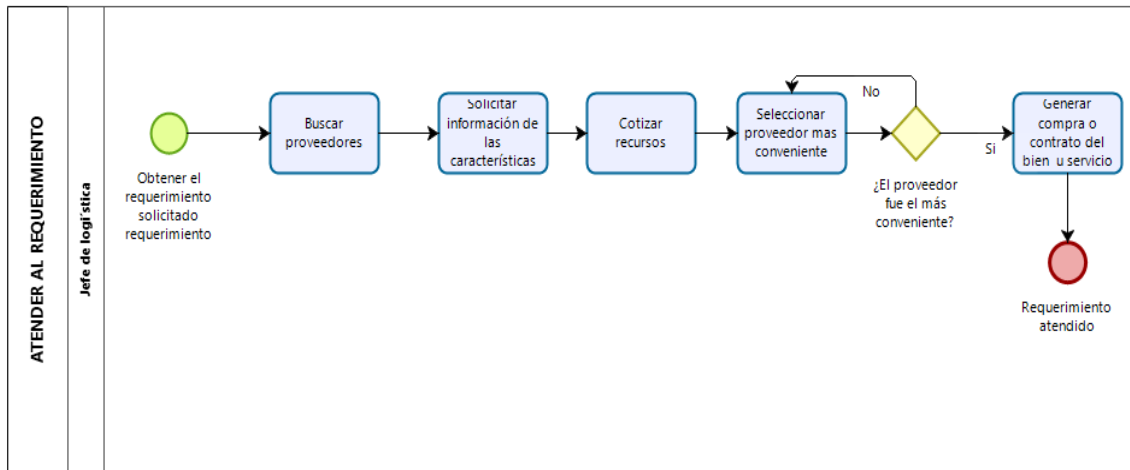 ATENDER AL REQUERIMIENTO
Jefe de logí´stica
Obtener el
requerimiento
solicitado
requerimiento
Buscar
proveedores
Solicitar
información de
las
características
Cotizar
recursos
Seleccionar
proveedor mas
conveniente
No
¿El proveedor
fue el más
conveniente?
Si
Generar
compra o
contrato del
bien u servicio
Requerimiento
atendido